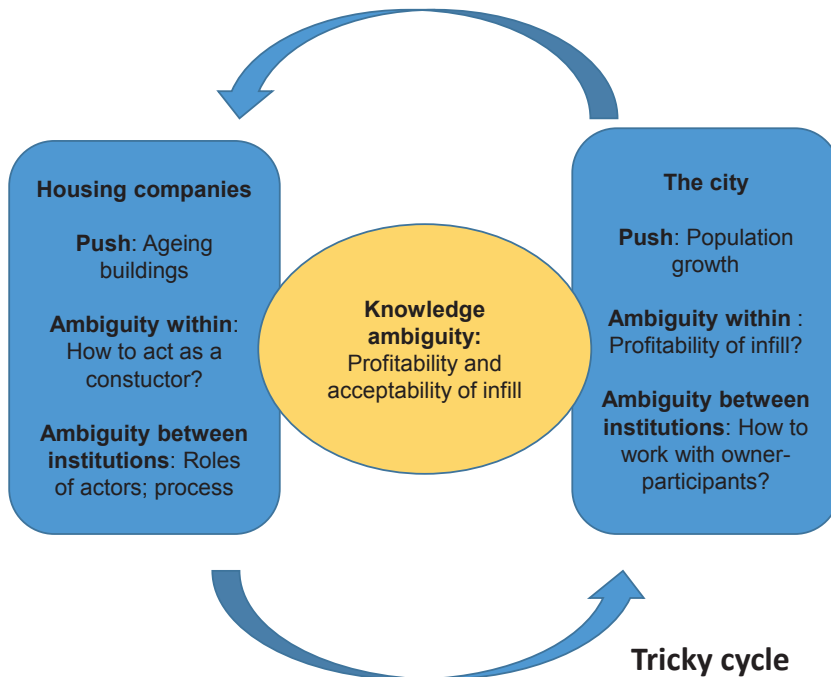 Housing companies
Push: Ageing
buildings
Ambiguity within:
How to act as a
constuctor?
Ambiguity between
institutions: Roles
of actors; process
Knowledge
ambiguity:
Profitability and
acceptability of infill
The city
Push: Population
growth
Ambiguity within :
Profitability of infill?
Ambiguity between
institutions: How to
work with owner-
participants?
Tricky cycle